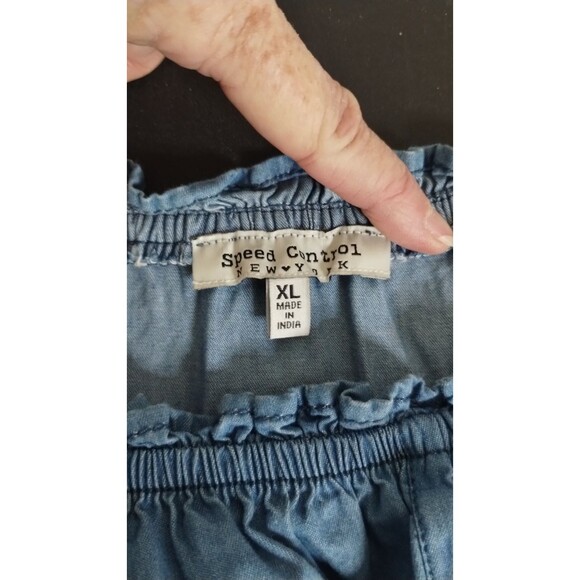 Speed Control
NEW♥YORK
XL
MADE
IN
INDIA